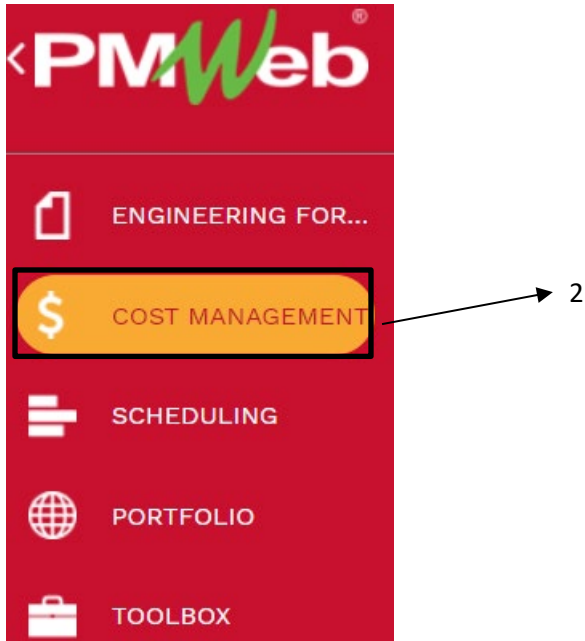 <PMWeb®
ENGINEERING FOR...
$ COST MANAGEMENT
2
SCHEDULING
PORTFOLIO
TOOLBOX